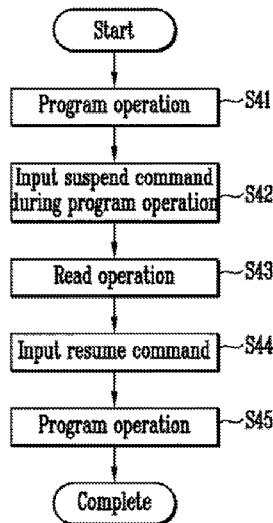 Start
Program operation S41
Input suspend command
during program operation S42
Read operation S43
Input resume command S44
Program operation S45
Complete